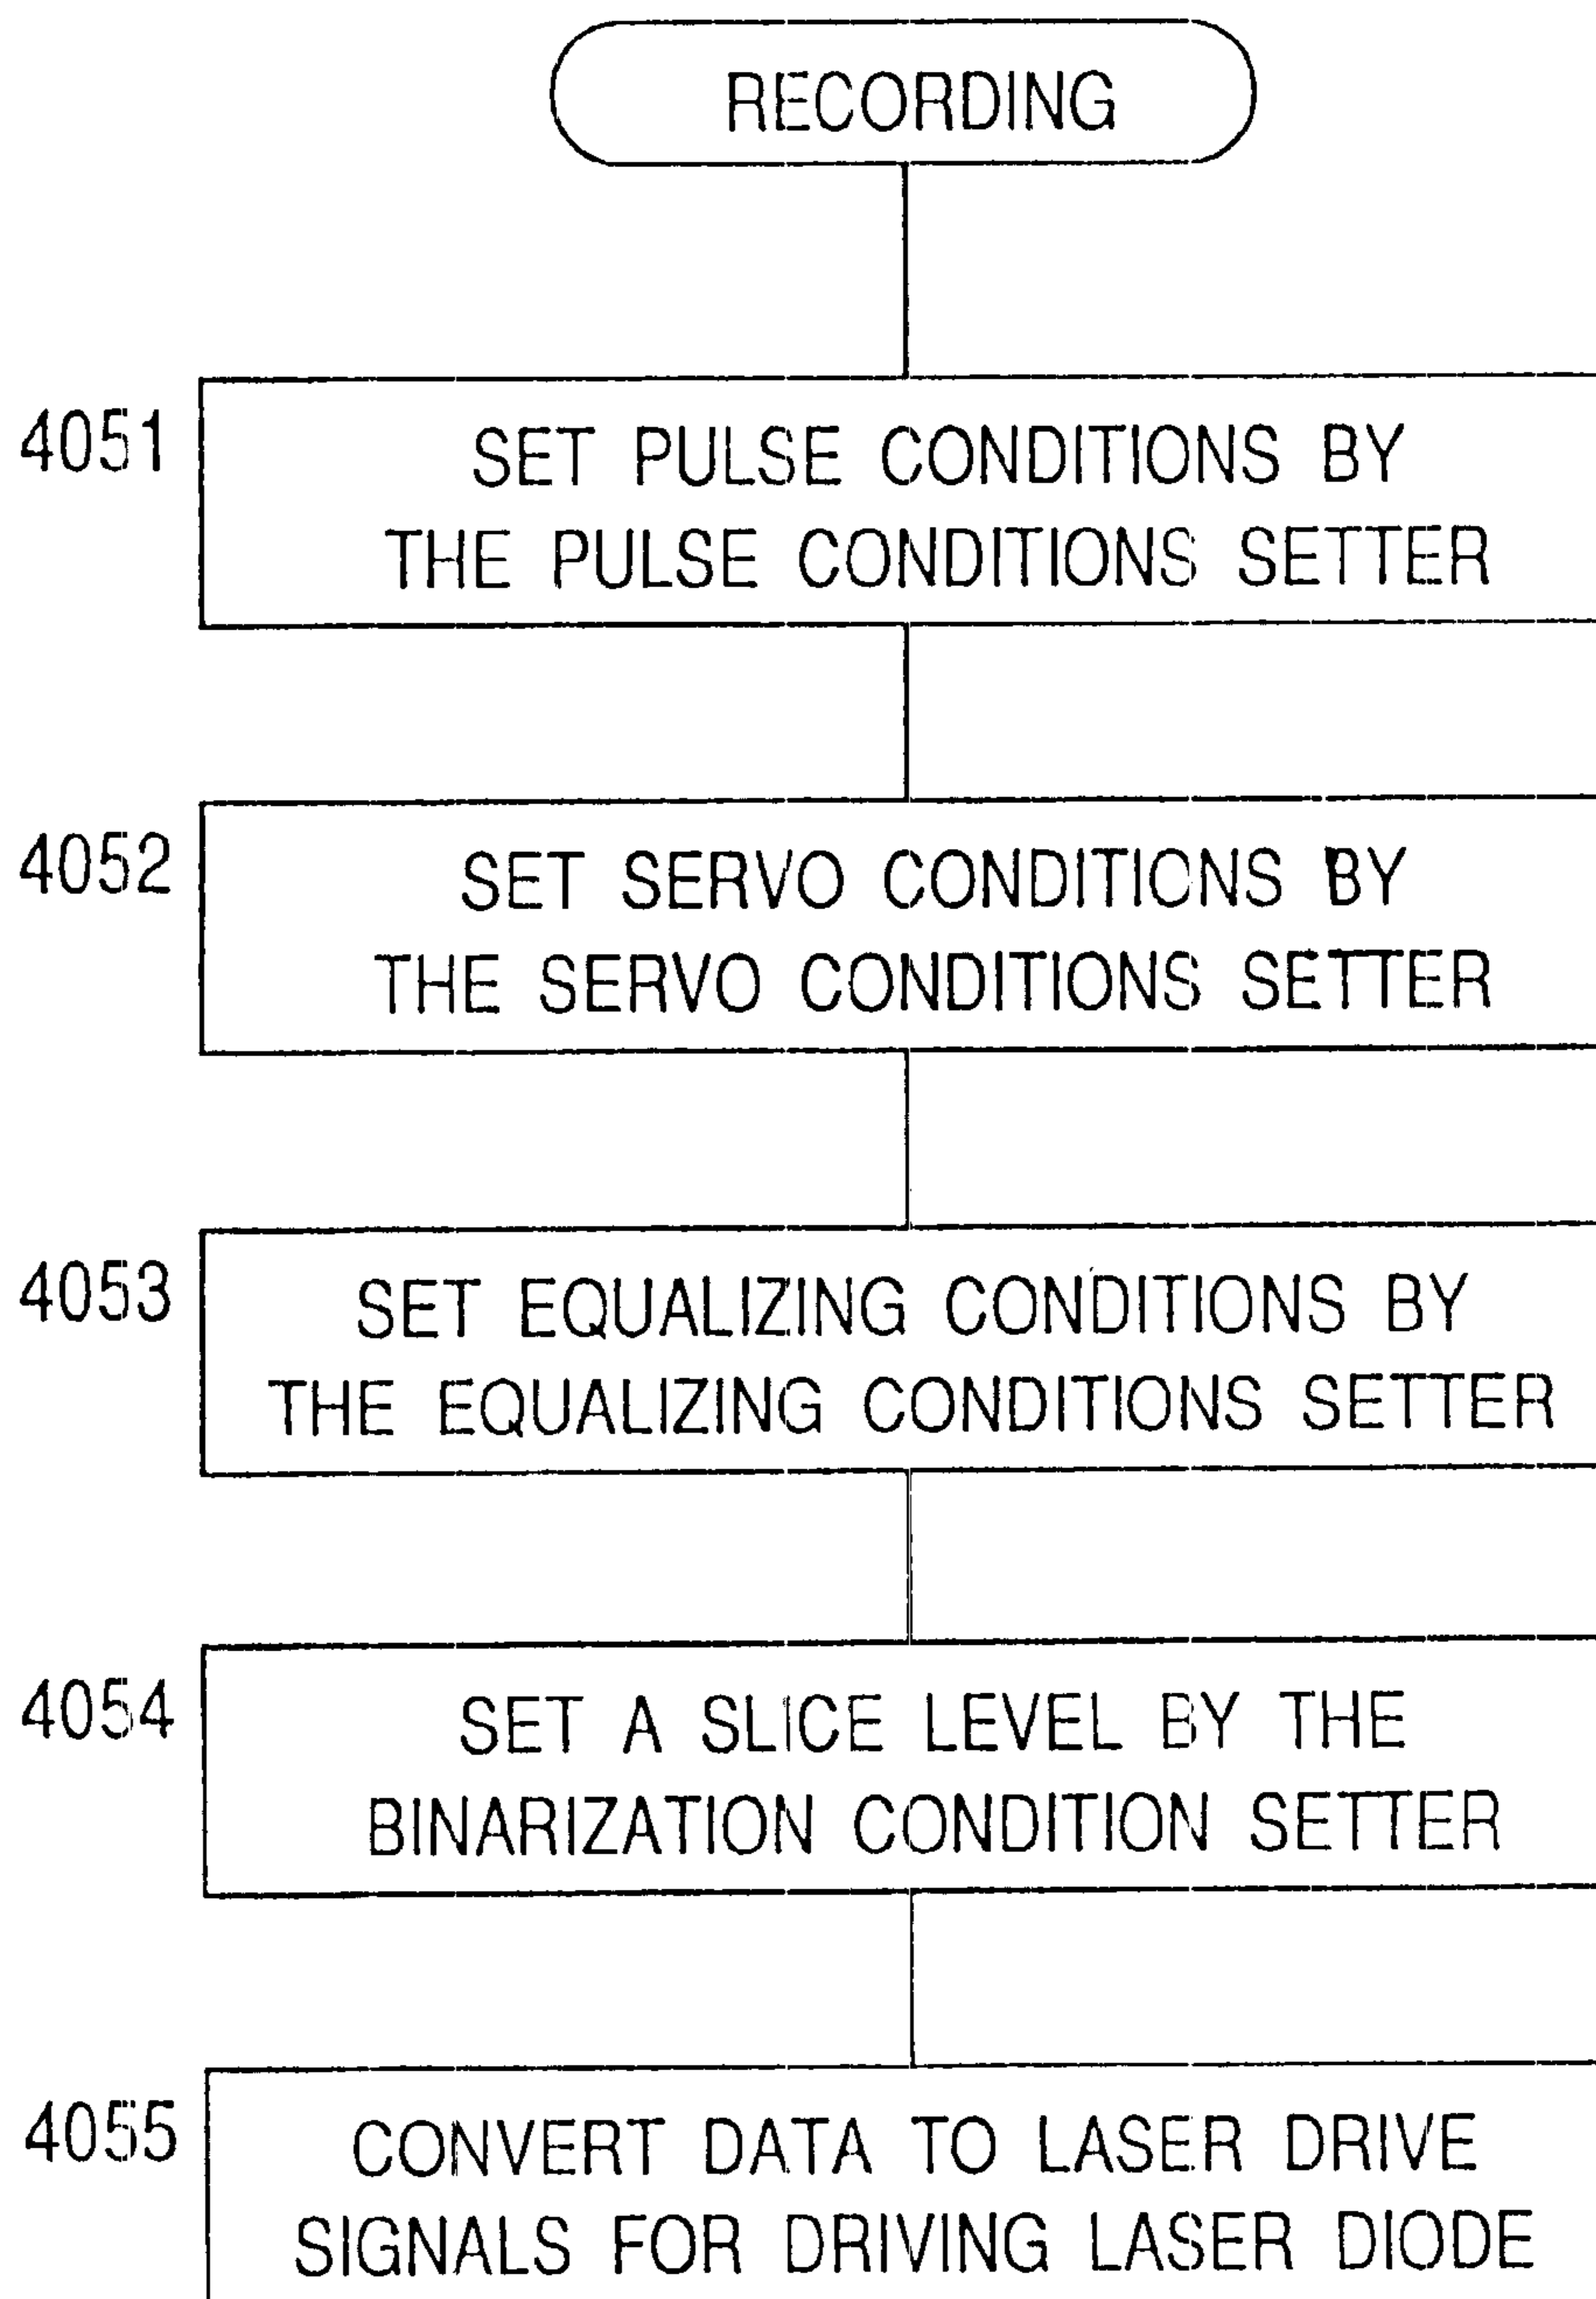 RECORDING
4051
SET PULSE CONDITIONS BY
THE PULSE CONDITIONS SETTER
4052
SET SERVO CONDITIONS BY
THE SERVO CONDITIONS SETTER
4053
SET EQUALIZING CONDITIONS BY
THE EQUALIZING CONDITIONS SETTER
4054
SET A SLICE LEVEL BY THE
BINARIZATION CONDITION SETTER
4055
CONVERT DATA TO LASER DRIVE
SIGNALS FOR DRIVING LASER DIODE